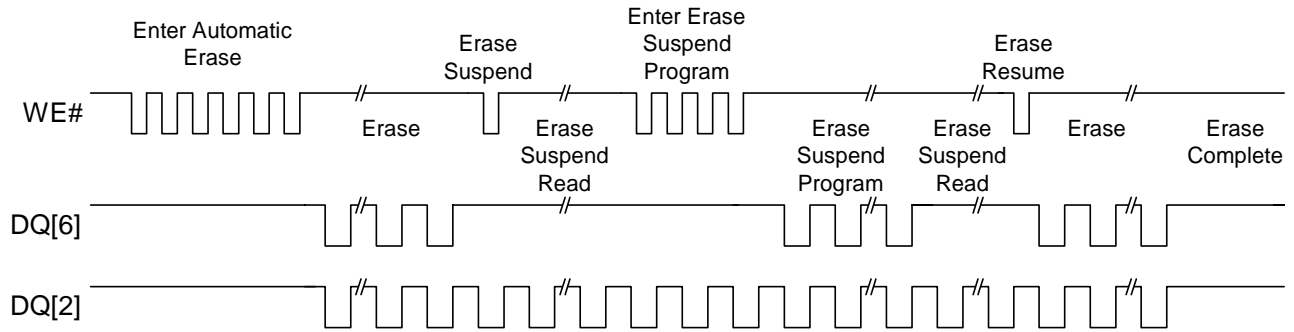 Enter Automatic
Erase
Erase
Suspend
Enter Erase
Suspend
Program
Erase
Resume
WE#
Erase
Erase
Suspend
Read
Erase
Suspend
Program
Erase
Suspend
Read
Erase
Erase
Complete
DQ[6]
DQ[2]